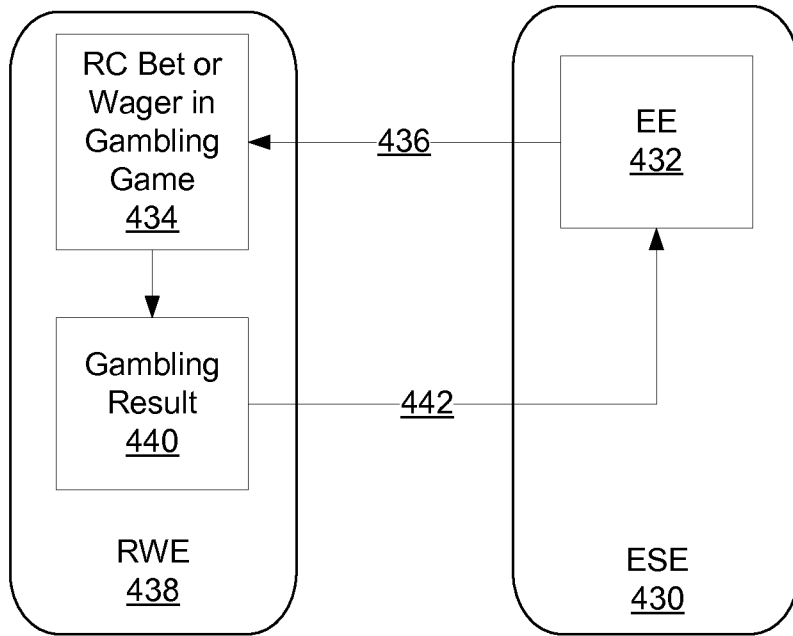 RC Bet or
Wager in
Gambling
Game
434
436
EE
432
Gambling
Result
440
442
RWE
438
ESE
430